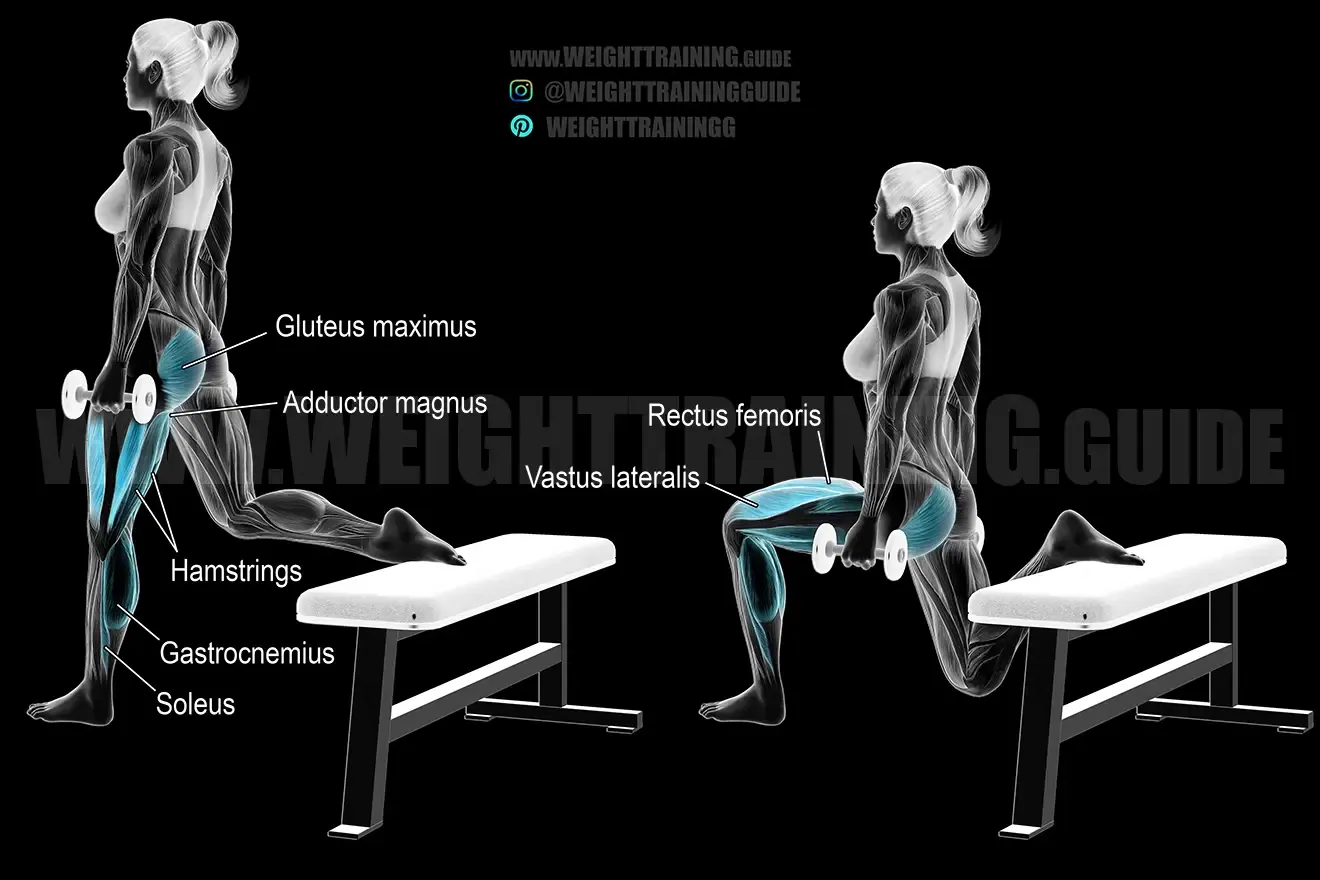 WWW.WEIGHTTRAINING.GUIDE
@WEIGHTTRAININGGUIDE
WEIGHTTRAININGG
Gluteus maximus
Adductor magnus
Rectus femoris
WWW.WEIGHTTRAINING.GUIDE
Vastus lateralis
Hamstrings
Gastrocnemius
Soleus